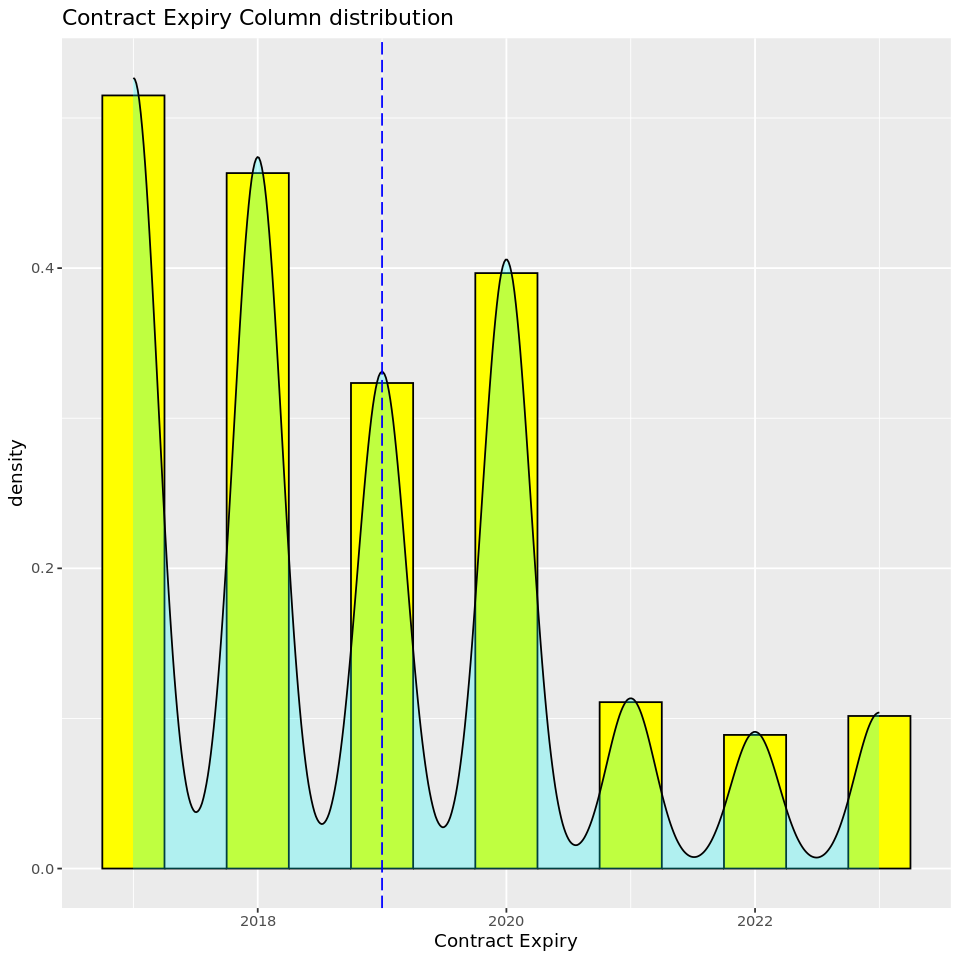 Contract Expiry Column distribution
density
0.4
0.2
0.0
2018 2020 2022
Contract Expiry